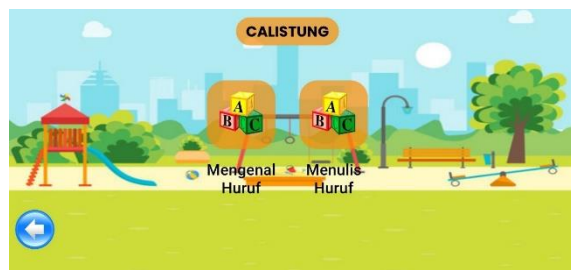 CALISTUNG
A
B C
A
B C
Mengenal
Huruf
Menulis
Huruf